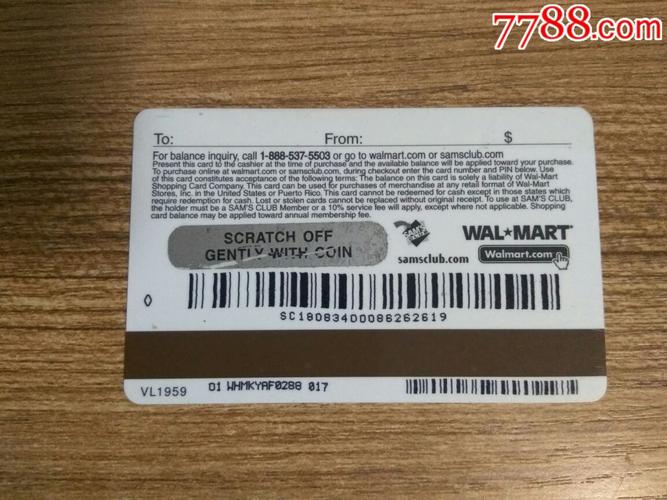 7788.com
To: From: $
For balance inquiry, call 1-888-537-5503 or go to walmart.com or samsclub.com
Present this card to the cashier at the time of purchase and the available balance will be applied toward your purchase.
To purchase online at walmart.com or samsclub.com, during checkout enter the card number and PIN below. Use
of this card constitutes acceptance of the following terms: The balance on this card is solely a liability of Wal-Mart
Shopping Card Company. This card can be used for purchases of merchandise at any retail format of Wal-Mart
Stores, Inc. in the United States or Puerto Rico. This card cannot be redeemed for cash except in those states which
require redemption for cash. Lost or stolen cards cannot be replaced without original receipt. To use at SAM'S CLUB,
the holder must be a SAM'S CLUB Member or a 10% service fee will apply, except where not applicable. Shopping
card balance may be applied toward annual membership fee.
SCRATCH OFF
GENTLY WITH COIN
SAM'S CLUB
samsclub.com
WAL★MART
Walmart.com
SC18083400086262619
VL1959 D1 WHMKYAF0288 017